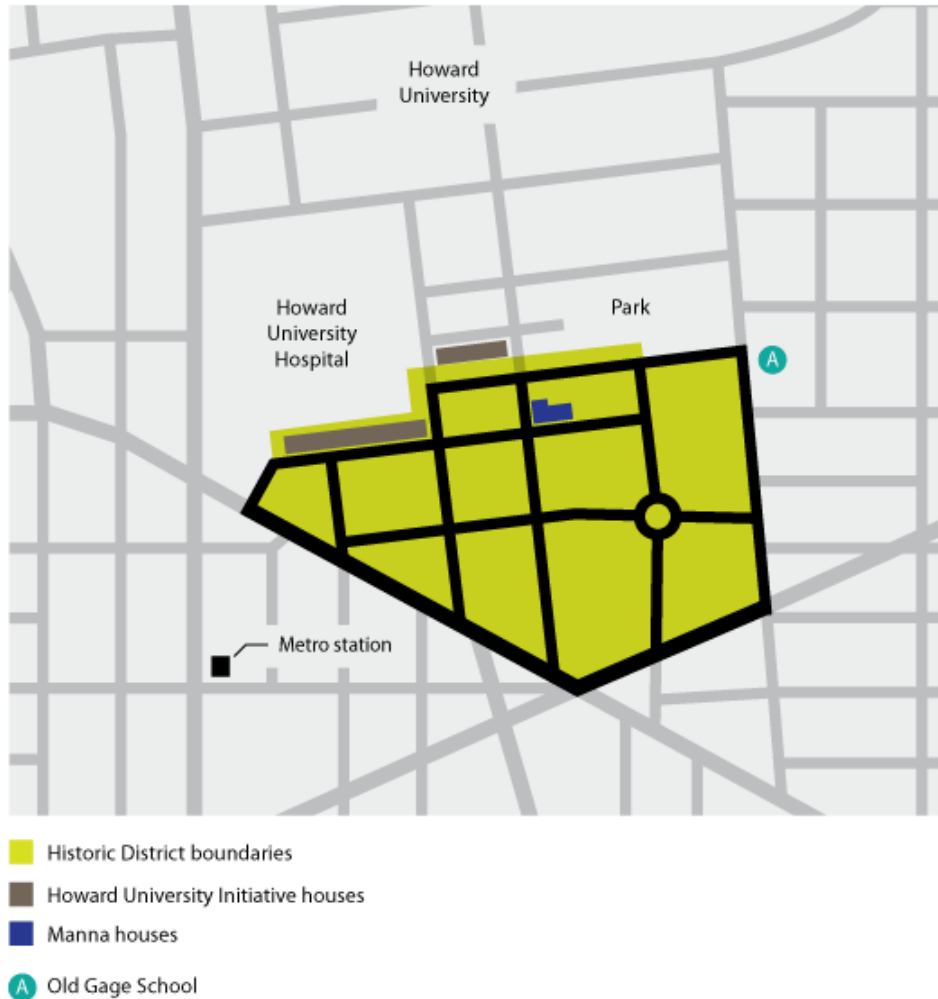 Howard
University
Howard
University
Hospital
Park
A
Metro station
Historic District boundaries
Howard University Initiative houses
Manna houses
A Old Gage School